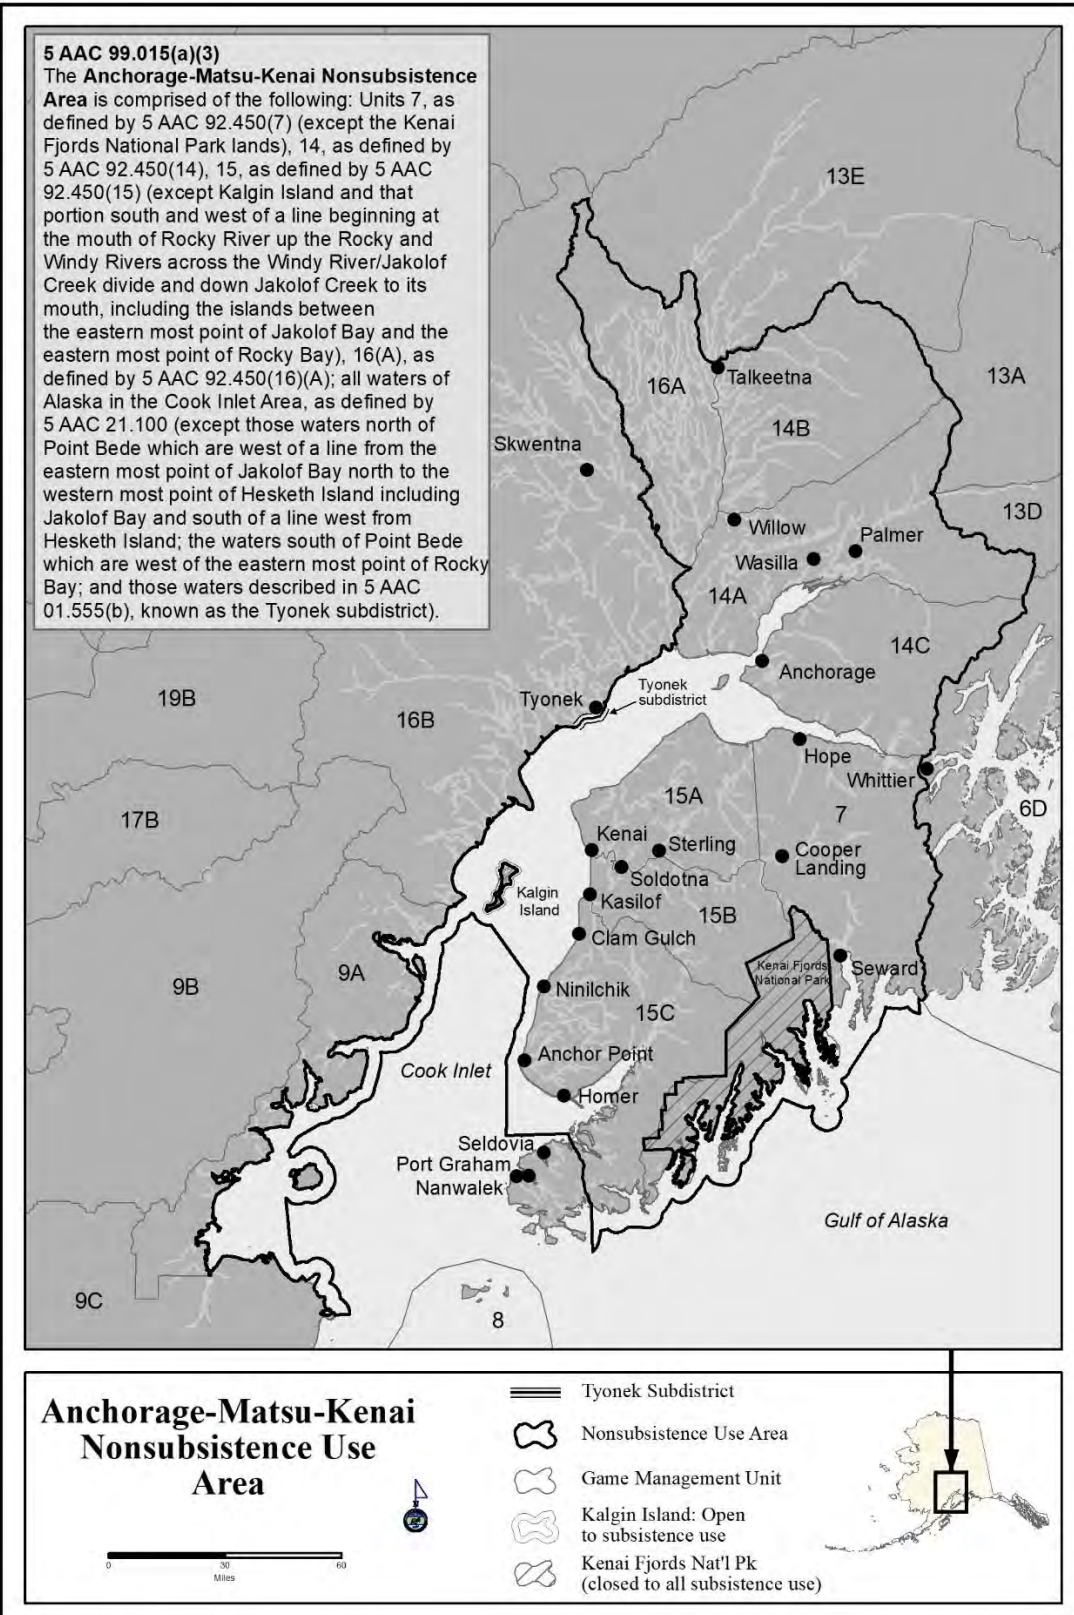 5 AAC 99.015(a)(3)
The Anchorage-Matsu-Kenai Nonsubsistence
Area is comprised of the following: Units 7, as
defined by 5 AAC 92.450(7) (except the Kenai
Fjords National Park lands), 14, as defined by
5 AAC 92.450(14), 15, as defined by 5 AAC
92.450(15) (except Kalgin Island and that
portion south and west of a line beginning at
the mouth of Rocky River up the Rocky and
Windy Rivers across the Windy River/Jakolof
Creek divide and down Jakolof Creek to its
mouth, including the islands between
the eastern most point of Jakolof Bay and the
eastern most point of Rocky Bay), 16(A), as
defined by 5 AAC 92.450(16)(A); all waters of
Alaska in the Cook Inlet Area, as defined by
5 AAC 21.100 (except those waters north of
Point Bede which are west of a line from the
eastern most point of Jakolof Bay north to the
western most point of Hesketh Island including
Jakolof Bay and south of a line west from
Hesketh Island; the waters south of Point Bede
which are west of the eastern most point of Rocky
Bay; and those waters described in 5 AAC
01.555(b), known as the Tyonek subdistrict).
13E
13A
16A
Talkeetna
14B
Skwentna
13D
Willow
Palmer
Wasilla
14A
14C
Anchorage
19B
16B
Tyonek
Tyonek
subdistrict
Hope
Whittier
15A
7
6D
17B
Kenai
Sterling
Cooper
Landing
Soldotna
Kalgin
Island
Kasilof
15B
Clam Gulch
Kenai Fjords
National Park
Seward
9A
9B
Ninilchik
15C
Anchor Point
Cook Inlet
Homer
Seldovia
Port Graham
Nanwalek
Gulf of Alaska
9C
8
Anchorage-Matsu-Kenai
Nonsubsistence Use
Area
0
30
60
Miles
Tyonek Subdistrict
Nonsubsistence Use Area
Game Management Unit
Kalgin Island: Open
to subsistence use
Kenai Fjords Nat'l Pk
(closed to all subsistence use)